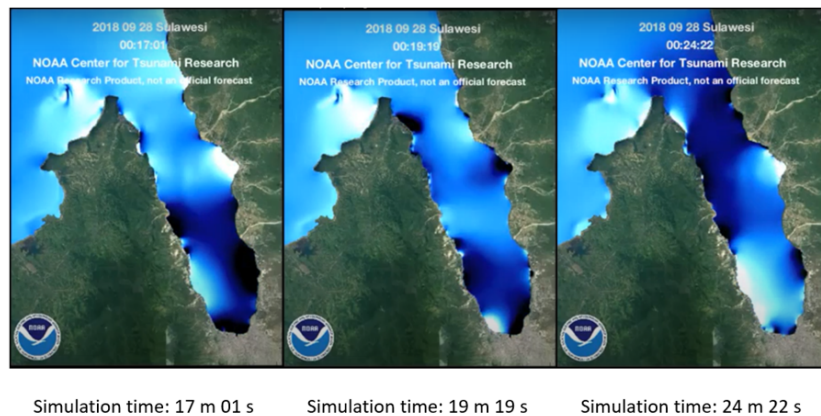 2018 09 28 Sulawesi
00:17:01
NOAA Center for Tsunami Research
NOAA Research Product, not an official forecast
NOAA
2018 09 28 Sulawesi
00:19:19
NOAA Center for Tsunami Research
NOAA Research Product, not an official forecast
NOAA
2018 09 28 Sulawesi
00:24:22
NOAA Center for Tsunami Research
NOAA Research Product, not an official forecast
NOAA
Simulation time: 17 m 01 s
Simulation time: 19 m 19 s
Simulation time: 24 m 22 s